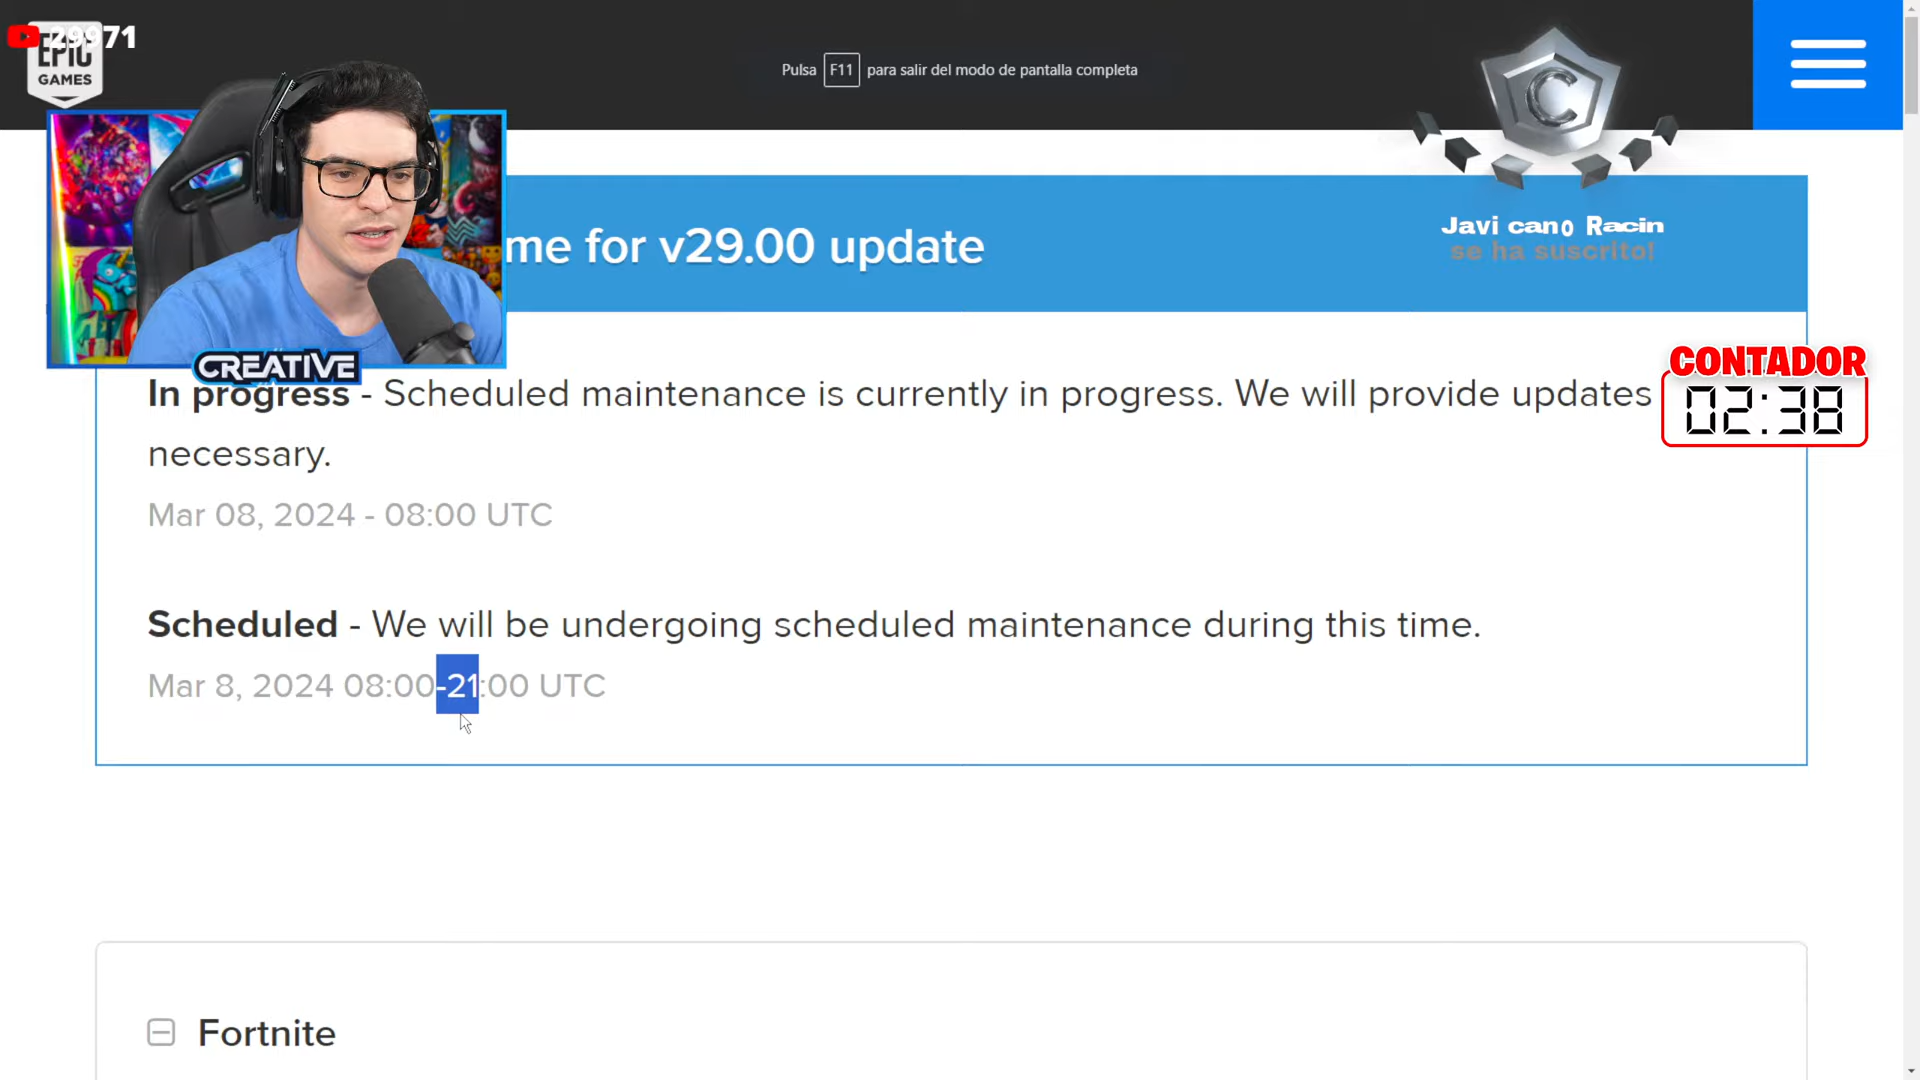 29971
EPIC
GAMES
Pulsa F11 para salir del modo de pantalla completa
C
Javi cano Racin
se ha suscrito!
me for v29.00 update
CREATIVE
CONTADOR
02:38
In progress - Scheduled maintenance is currently in progress. We will provide updates
necessary.
Mar 08, 2024 - 08:00 UTC
Scheduled - We will be undergoing scheduled maintenance during this time.
Mar 8, 2024 08:00-21:00 UTC
Fortnite